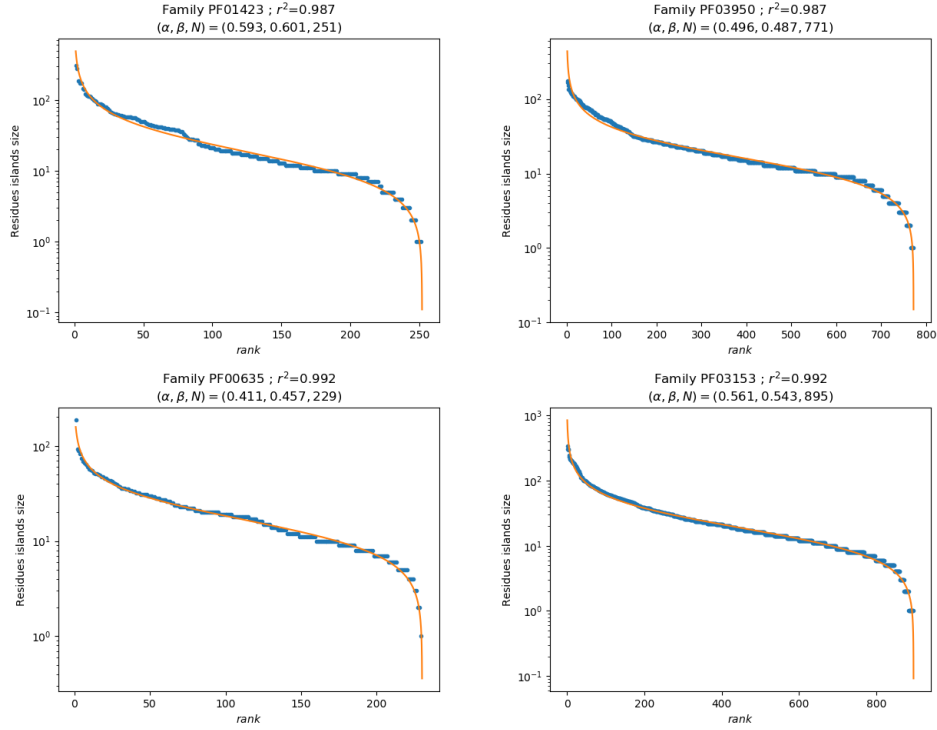 Family PF01423 ; r²=0.987
(α, β, N) = (0.593, 0.601, 251)
Residues islands size
10²
10¹
10⁰
10⁻¹
0 50 100 150 200 250
rank
Family PF03950 ; r²=0.987
(α, β, N) = (0.496, 0.487, 771)
Residues islands size
10²
10¹
10⁰
10⁻¹
0 100 200 300 400 500 600 700 800
rank
Family PF00635 ; r²=0.992
(α, β, N) = (0.411, 0.457, 229)
Residues islands size
10²
10¹
10⁰
0 50 100 150 200
rank
Family PF03153 ; r²=0.992
(α, β, N) = (0.561, 0.543, 895)
Residues islands size
10³
10²
10¹
10⁰
10⁻¹
0 200 400 600 800
rank